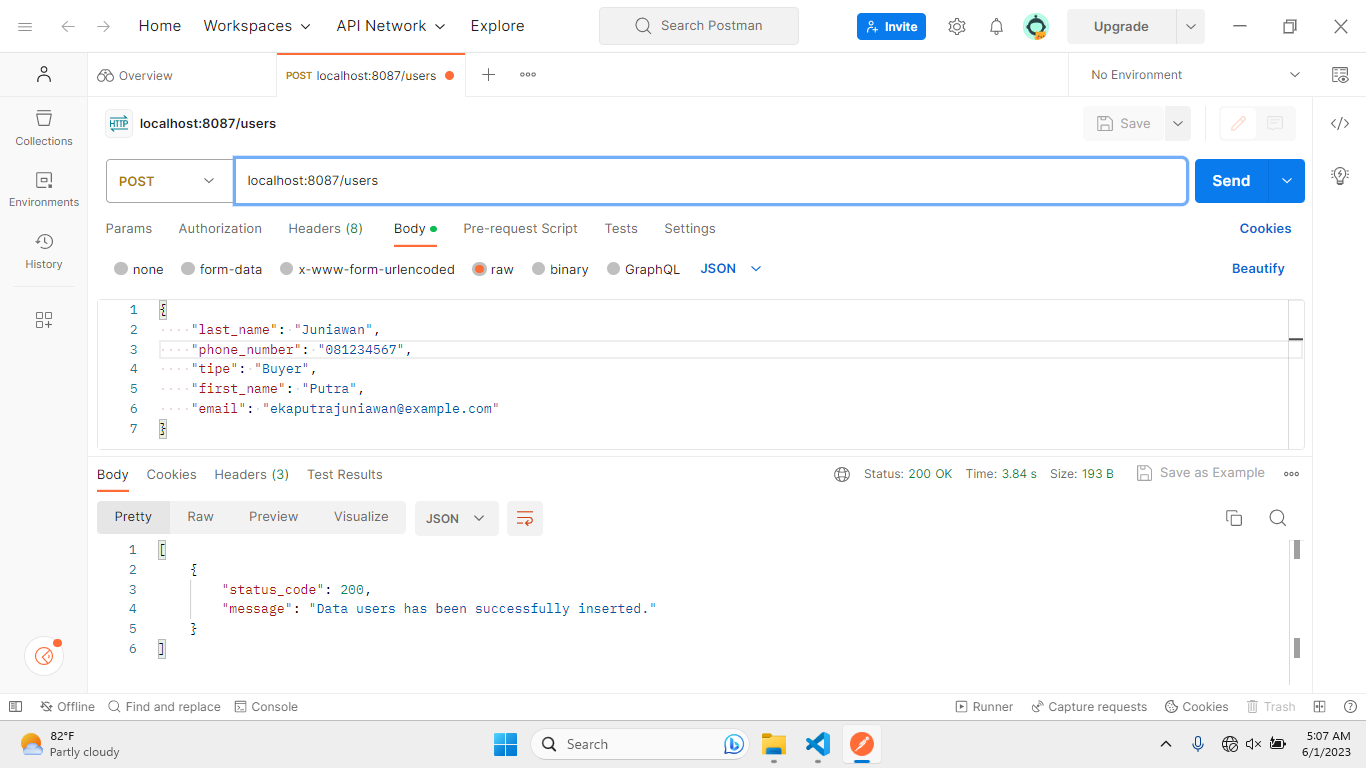 Home Workspaces API Network Explore Search Postman Invite Upgrade
Overview POST localhost:8087/users No Environment
HTTP localhost:8087/users Save
POST localhost:8087/users Send
Params Authorization Headers (8) Body Pre-request Script Tests Settings Cookies
none form-data x-www-form-urlencoded raw binary GraphQL JSON Beautify
Collections
Environments
History
1 {
2 "last_name": "Juniawan",
3 "phone_number": "081234567",
4 "tipe": "Buyer",
5 "first_name": "Putra",
6 "email": "ekaputrajuniawan@example.com"
7 }
Body Cookies Headers (3) Test Results Status: 200 OK Time: 3.84 s Size: 193 B Save as Example
Pretty Raw Preview Visualize JSON
1 [
2 {
3 "status_code": 200,
4 "message": "Data users has been successfully inserted."
5 }
6 ]
Offline Find and replace Console Runner Capture requests Cookies Trash
82°F
Partly cloudy
Search
5:07 AM
6/1/2023